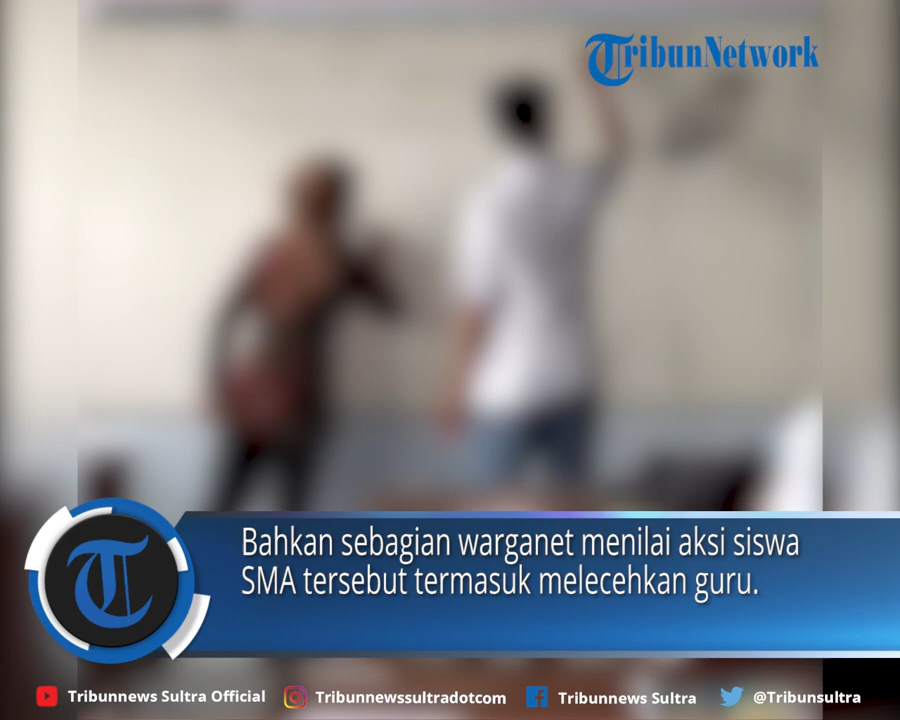 TribunNetwork
Bahkan sebagian warganet menilai aksi siswa
SMA tersebut termasuk melecehkan guru.
Tribunnews Sultra Official
Tribunnewssultradotcom
Tribunnews Sultra
@Tribunsultra